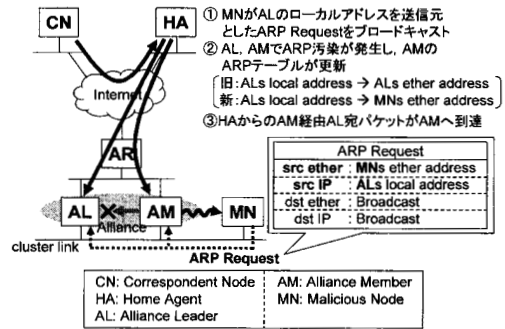 CN
HA
① MNがALのローカルアドレスを送信元
としたARP Requestをブロードキャスト
② AL, AMでARP汚染が発生し, AMの
ARPテーブルが更新
旧:ALs local address → ALs ether address
新:ALs local address → MNs ether address
③HAからのAM経由AL宛パケットがAMへ到達
Internet
AR
ARP Request
src ether : MNs ether address
src IP : ALs local address
dst ether : Broadcast
dst IP : Broadcast
AL
AM
MN
Alliance
cluster link
ARP Request
CN: Correspondent Node
HA: Home Agent
AL: Alliance Leader
AM: Alliance Member
MN: Malicious Node